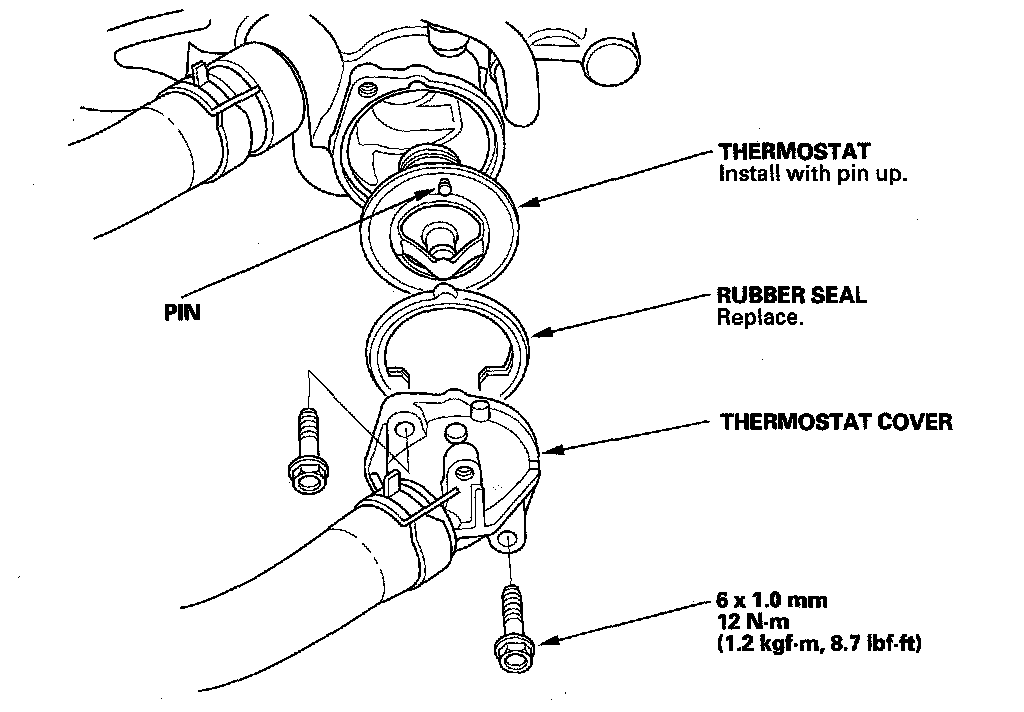 THERMOSTAT
Install with pin up.
PIN
RUBBER SEAL
Replace.
THERMOSTAT COVER
6 x 1.0 mm
12 N·m
(1.2 kgf·m, 8.7 lbf·ft)